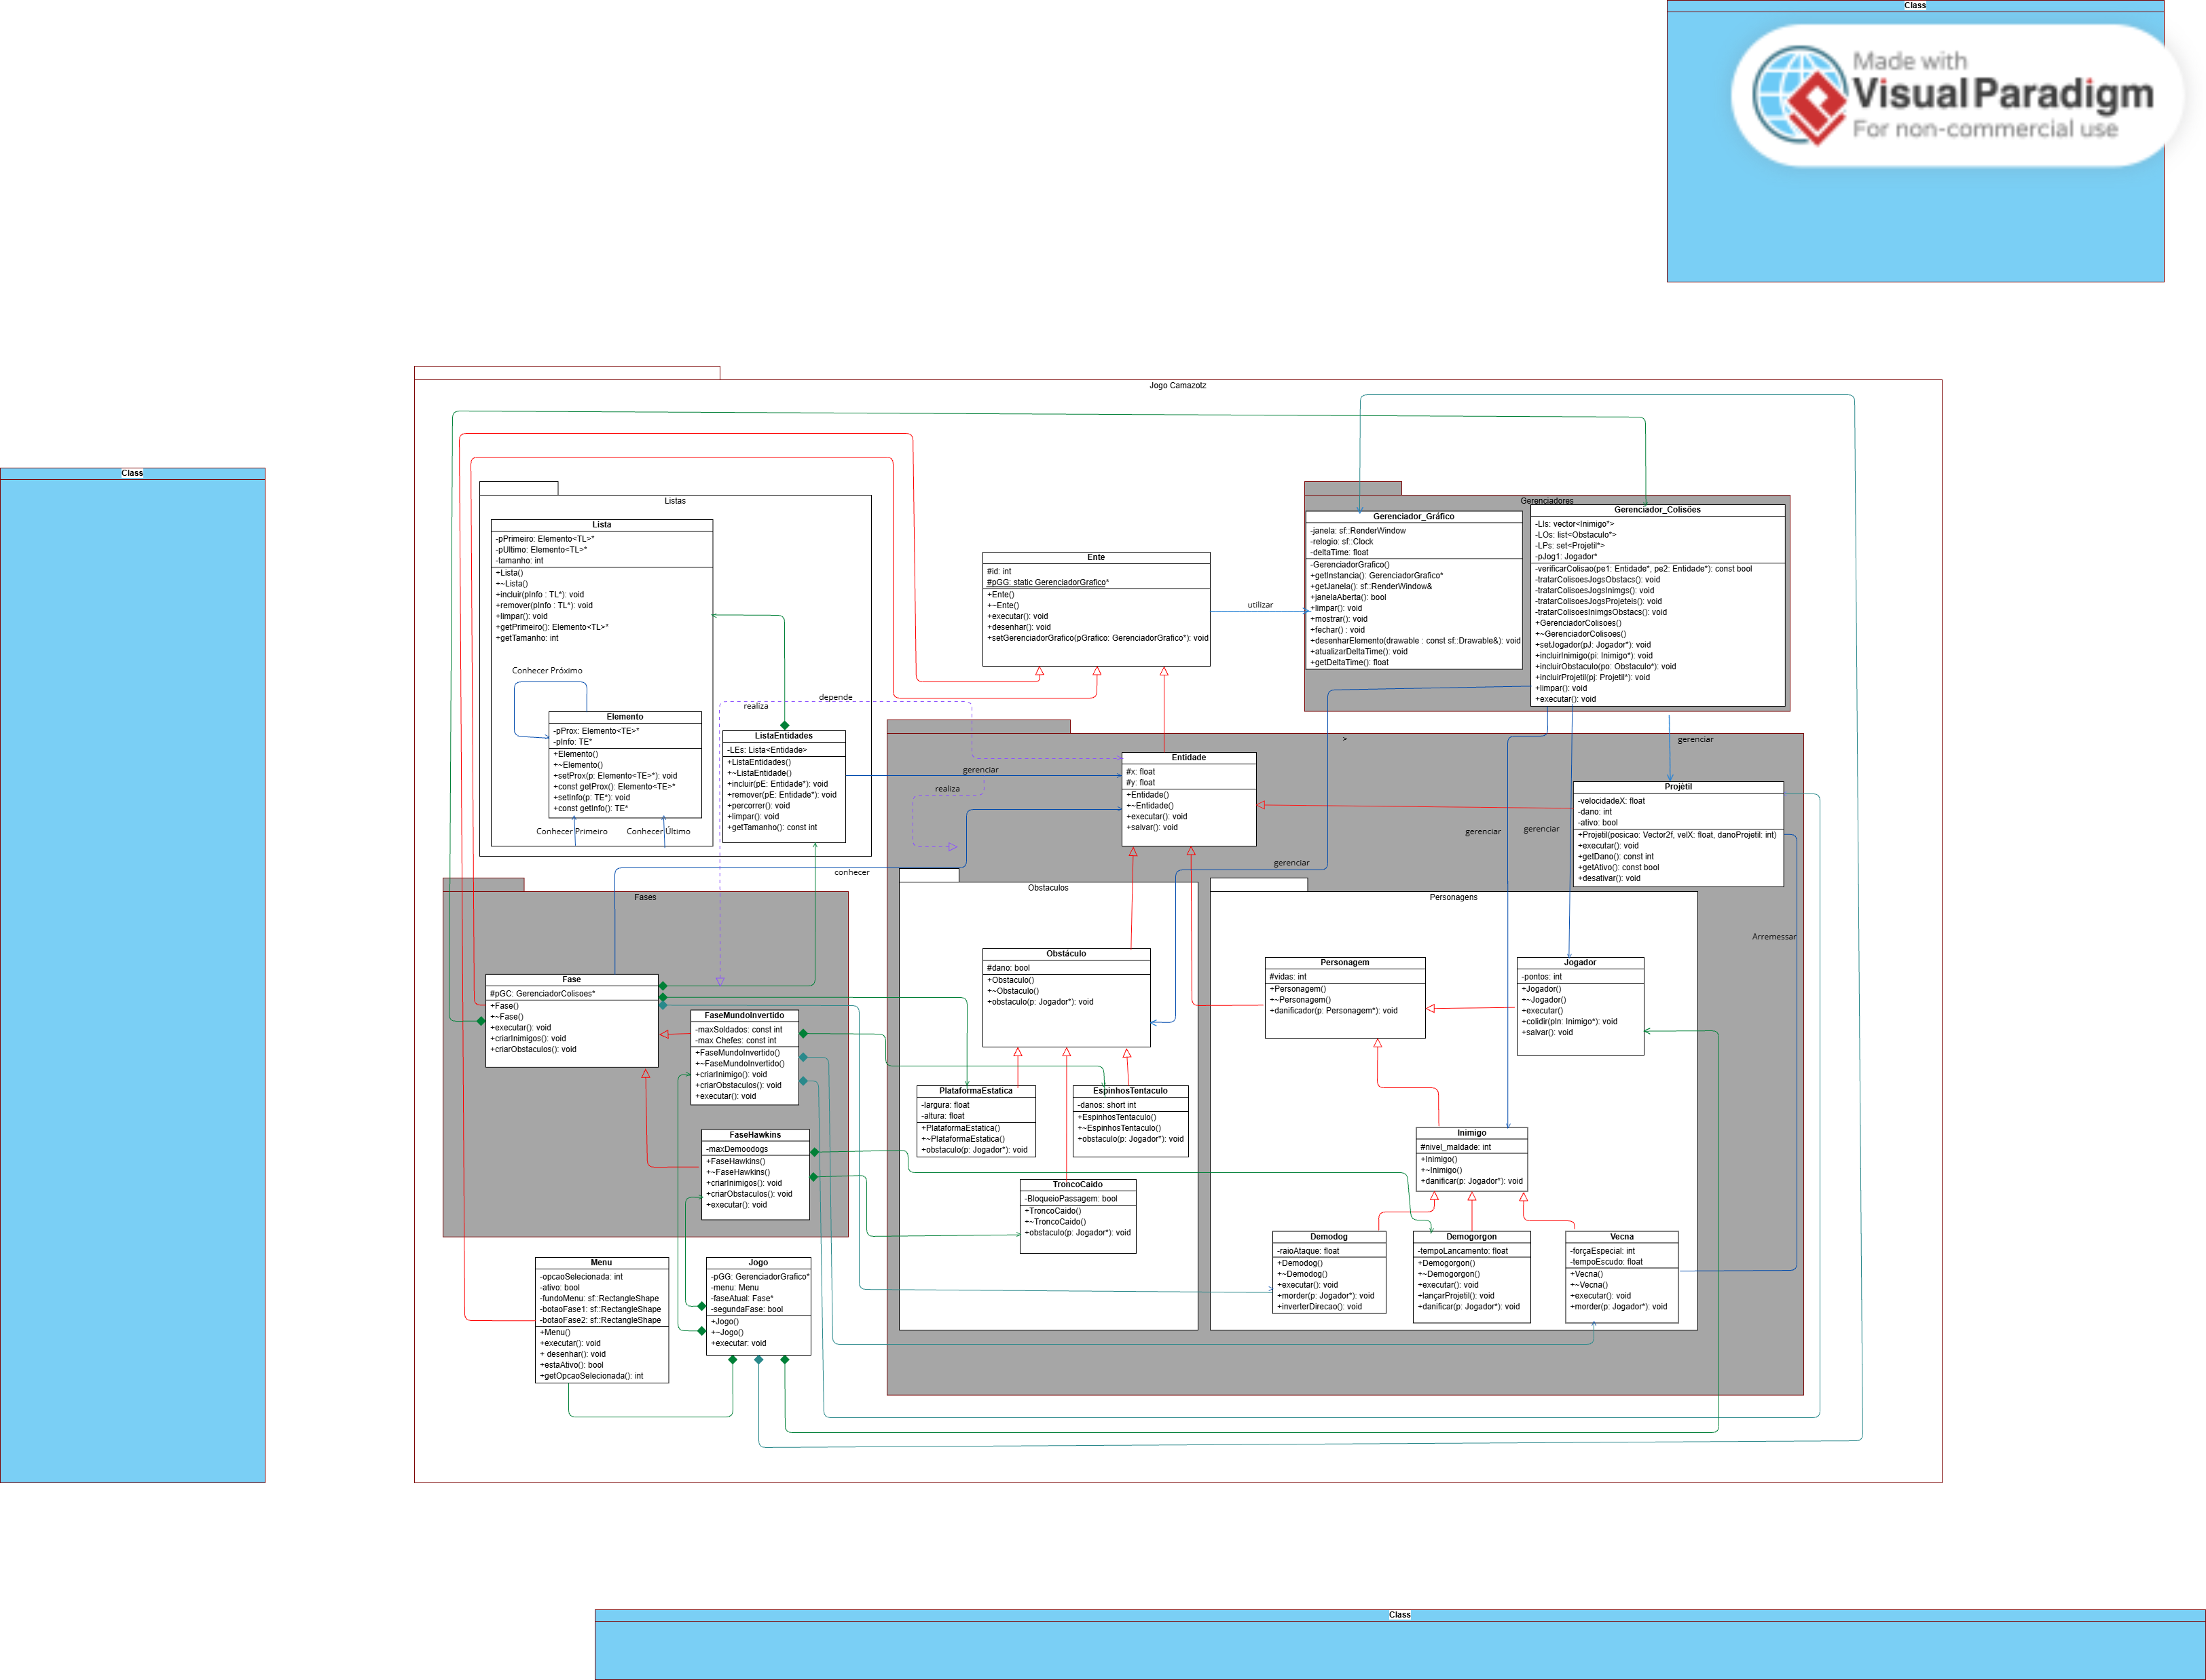 Class
Made with
Visual Paradigm
For non-commercial use
Class
Jogo Camazotz
Listas
Lista
-pPrimeiro: Elemento<TL>*
-pUltimo: Elemento<TL>*
-tamanho: int
+Lista()
+~Lista()
+incluir(pInfo : TL*): void
+remover(pInfo : TL*): void
+limpar(): void
+getPrimeiro(): Elemento<TL>*
+getTamanho: int
Conhecer Próximo
Elemento
-pProx: Elemento<TE>*
-pInfo: TE*
+Elemento()
+~Elemento()
+setProx(p: Elemento<TE>*): void
+const getProx(): Elemento<TE>*
+setInfo(p: TE*): void
+const getInfo(): TE*
Conhecer Primeiro
Conhecer Último
ListaEntidades
-LEs: Lista<Entidade>
+ListaEntidades()
+~ListaEntidade()
+incluir(pE: Entidade*): void
+remover(pE: Entidade*): void
+percorrer(): void
+limpar(): void
+getTamanho(): const int
realiza
depende
gerenciar
realiza
conhecer
Ente
#id: int
#pGG: static GerenciadorGrafico*
+Ente()
+~Ente()
+executar(): void
+desenhar(): void
+setGerenciadorGrafico(pGrafico: GerenciadorGrafico*): void
utilizar
Gerenciadores
Gerenciador_Gráfico
-janela: sf::RenderWindow
-relogio: sf::Clock
-deltaTime: float
-GerenciadorGrafico()
+getInstancia(): GerenciadorGrafico*
+getJanela(): sf::RenderWindow&
+janelaAberta(): bool
+limpar(): void
+mostrar(): void
+fechar() : void
+desenharElemento(drawable : const sf::Drawable&): void
+atualizarDeltaTime(): void
+getDeltaTime(): float
Gerenciador_Colisões
-LIs: vector<Inimigo*>
-LOs: list<Obstaculo*>
-LPs: set<Projetil*>
-pJog1: Jogador*
-verificarColisao(pe1: Entidade*, pe2: Entidade*): const bool
-tratarColisoesJogsObstacs(): void
-tratarColisoesJogsInimgs(): void
-tratarColisoesJogsProjeteis(): void
-tratarColisoesInimgsObstacs(): void
+GerenciadorColisoes()
+~GerenciadorColisoes()
+setJogador(pJ: Jogador*): void
+incluirInimigo(pi: Inimigo*): void
+incluirObstaculo(po: Obstaculo*): void
+incluirProjetil(pj: Projetil*): void
+limpar(): void
+executar(): void
>
gerenciar
Entidade
#x: float
#y: float
+Entidade()
+~Entidade()
+executar(): void
+salvar(): void
Projétil
-velocidadeX: float
-dano: int
-ativo: bool
+Projetil(posicao: Vector2f, velX: float, danoProjetil: int)
+executar(): void
+getDano(): const int
+getAtivo(): const bool
+desativar(): void
gerenciar
gerenciar
gerenciar
Arremessar
Fases
Fase
#pGC: GerenciadorColisoes*
+Fase()
+~Fase()
+executar(): void
+criarInimigos(): void
+criarObstaculos(): void
FaseMundoInvertido
-maxSoldados: const int
-max Chefes: const int
+FaseMundoInvertido()
+~FaseMundoInvertido()
+criarInimigo(): void
+criarObstaculos(): void
+executar(): void
FaseHawkins
-maxDemoodogs
+FaseHawkins()
+~FaseHawkins()
+criarInimigos(): void
+criarObstaculos(): void
+executar(): void
Obstaculos
Obstáculo
#dano: bool
+Obstaculo()
+~Obstaculo()
+obstaculo(p: Jogador*): void
PlataformaEstatica
-largura: float
-altura: float
+PlataformaEstatica()
+~PlataformaEstatica()
+obstaculo(p: Jogador*): void
EspinhosTentaculo
-danos: short int
+EspinhosTentaculo()
+~EspinhosTentaculo()
+obstaculo(p: Jogador*): void
TroncoCaido
-BloqueioPassagem: bool
+TroncoCaido()
+~TroncoCaido()
+obstaculo(p: Jogador*): void
Personagens
Personagem
#vidas: int
+Personagem()
+~Personagem()
+danificador(p: Personagem*): void
Jogador
-pontos: int
+Jogador()
+~Jogador()
+executar()
+colidir(pIn: Inimigo*): void
+salvar(): void
Inimigo
#nivel_maldade: int
+Inimigo()
+~Inimigo()
+danificar(p: Jogador*): void
Demodog
-raioAtaque: float
+Demodog()
+~Demodog()
+executar(): void
+morder(p: Jogador*): void
+inverterDirecao(): void
Demogorgon
-tempoLancamento: float
+Demogorgon()
+~Demogorgon()
+executar(): void
+lançarProjetil(): void
+danificar(p: Jogador*): void
Vecna
-forçaEspecial: int
-tempoEscudo: float
+Vecna()
+~Vecna()
+executar(): void
+morder(p: Jogador*): void
Menu
-opcaoSelecionada: int
-ativo: bool
-fundoMenu: sf::RectangleShape
-botaoFase1: sf::RectangleShape
-botaoFase2: sf::RectangleShape
+Menu()
+executar(): void
+ desenhar(): void
+estaAtivo(): bool
+getOpcaoSelecionada(): int
Jogo
-pGG: GerenciadorGrafico*
-menu: Menu
-faseAtual: Fase*
-segundaFase: bool
+Jogo()
+~Jogo()
+executar: void
Class